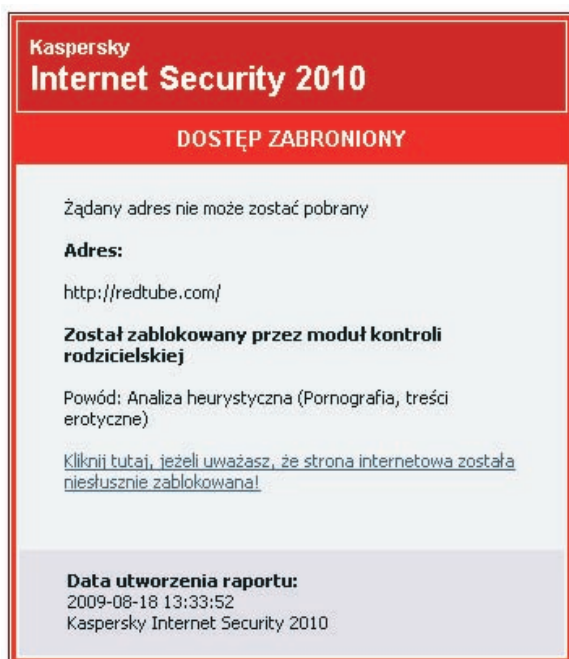 Kaspersky
Internet Security 2010
DOSTĘP ZABRONIONY
Żądany adres nie może zostać pobrany
Adres:
http://redtube.com/
Został zablokowany przez moduł kontroli
rodzicielskiej
Powód: Analiza heurystyczna (Pornografia, treści
erotyczne)
Kliknij tutaj, jeżeli uważasz, że strona internetowa została
niesłusznie zablokowana!
Data utworzenia raportu:
2009-08-18 13:33:52
Kaspersky Internet Security 2010